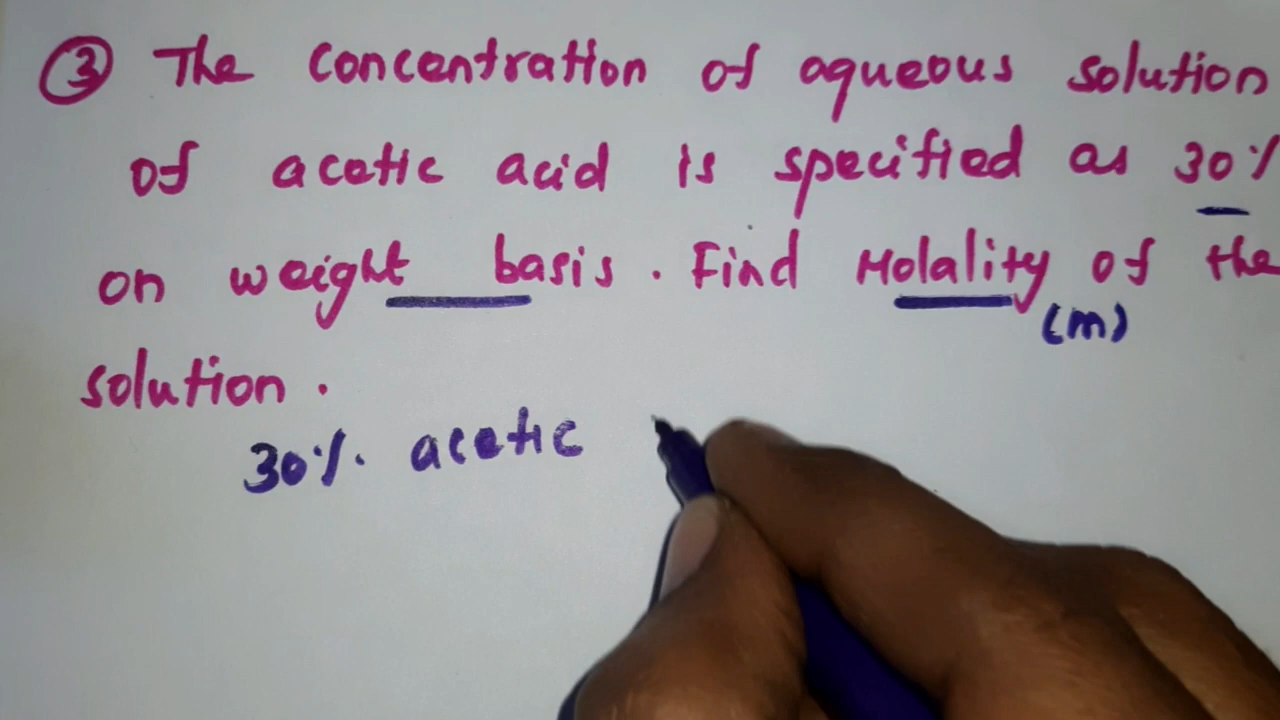 ③ The concentration of aqueous solution
of acetic acid is specified as 30%
on weight basis. Find Molality of the
(m)
solution.
30% acetic